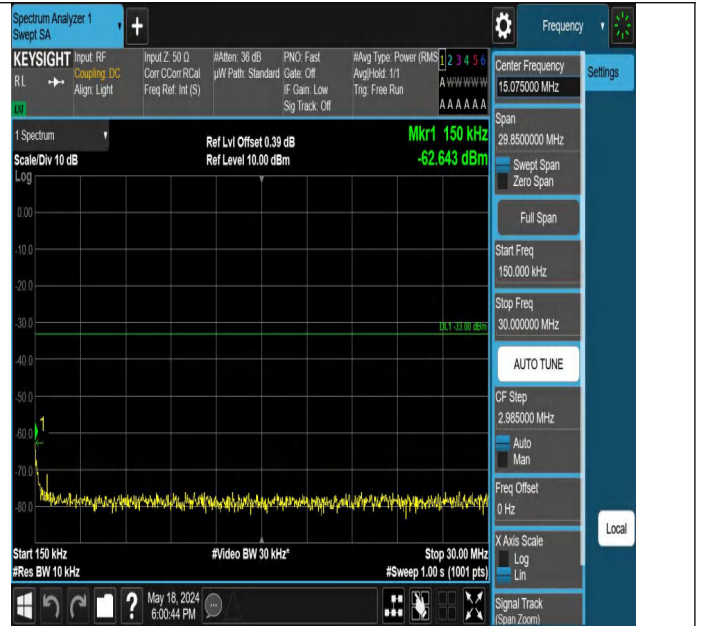 Spectrum Analyzer 1
Swept SA
Frequency
KEYSIGHT
RL
LXI
Input: RF
Coupling: DC
Align: Light
Input Z: 50 Ω
Corr CCorr RCal
Freq Ref: Int (S)
#Atten: 36 dB
µW Path: Standard
PNO: Fast
Gate: Off
IF Gain: Low
Sig Track: Off
#Avg Type: Power (RMS
Avg|Hold: 1/1
Trig: Free Run
1 2 3 4 5 6
A W W W W W
A A A A A A
1 Spectrum
Scale/Div 10 dB
Log
Ref Lvl Offset 0.39 dB
Ref Level 10.00 dBm
Mkr1 150 kHz
-62.643 dBm
0.00
-10.0
-20.0
-30.0
DL1 -33.00 dBm
-40.0
-50.0
1
-60.0
-70.0
-80.0
Start 150 kHz
#Res BW 10 kHz
#Video BW 30 kHz*
Stop 30.00 MHz
#Sweep 1.00 s (1001 pts)
?
May 18, 2024
6:00:44 PM
Center Frequency
15.075000 MHz
Span
29.8500000 MHz
Swept Span
Zero Span
Full Span
Start Freq
150.000 kHz
Stop Freq
30.000000 MHz
AUTO TUNE
CF Step
2.985000 MHz
Auto
Man
Freq Offset
0 Hz
X Axis Scale
Log
Lin
Signal Track
(Span Zoom)
Settings
Local